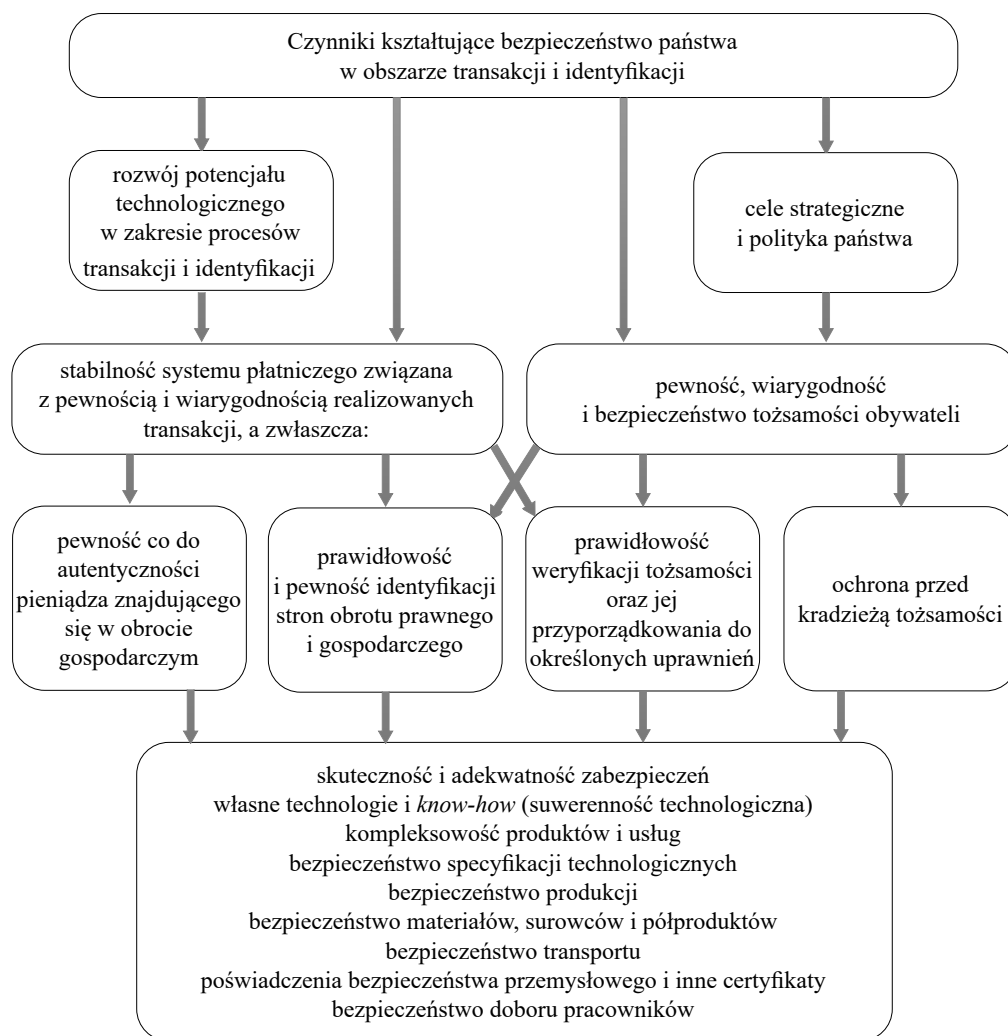 Czynniki kształtujące bezpieczeństwo państwa
w obszarze transakcji i identyfikacji
rozwój potencjału
technologicznego
w zakresie procesów
transakcji i identyfikacji
cele strategiczne
i polityka państwa
stabilność systemu płatniczego związana
z pewnością i wiarygodnością realizowanych
transakcji, a zwłaszcza:
pewność, wiarygodność
i bezpieczeństwo tożsamości obywateli
pewność co do
autentyczności
pieniądza znajdującego
się w obrocie
gospodarczym
prawidłowość
i pewność identyfikacji
stron obrotu prawnego
i gospodarczego
prawidłowość
weryfikacji tożsamości
oraz jej
przyporządkowania do
określonych uprawnień
ochrona przed
kradzieżą tożsamości
skuteczność i adekwatność zabezpieczeń
własne technologie i know-how (suwerenność technologiczna)
kompleksowość produktów i usług
bezpieczeństwo specyfikacji technologicznych
bezpieczeństwo produkcji
bezpieczeństwo materiałów, surowców i półproduktów
bezpieczeństwo transportu
poświadczenia bezpieczeństwa przemysłowego i inne certyfikaty
bezpieczeństwo doboru pracowników